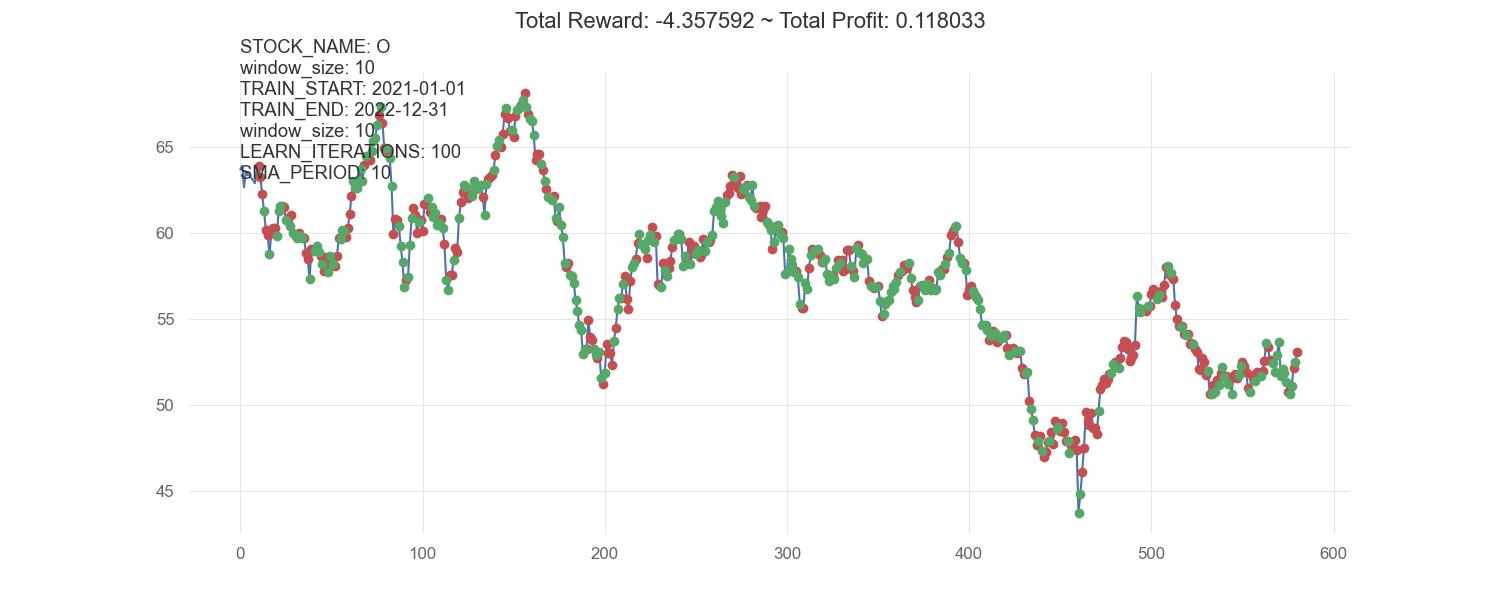 Total Reward: -4.357592 ~ Total Profit: 0.118033
STOCK_NAME: O
window_size: 10
TRAIN_START: 2021-01-01
TRAIN_END: 2022-12-31
window_size: 10
LEARN_ITERATIONS: 100
SMA_PERIOD: 10
65
60
55
50
45
0 100 200 300 400 500 600